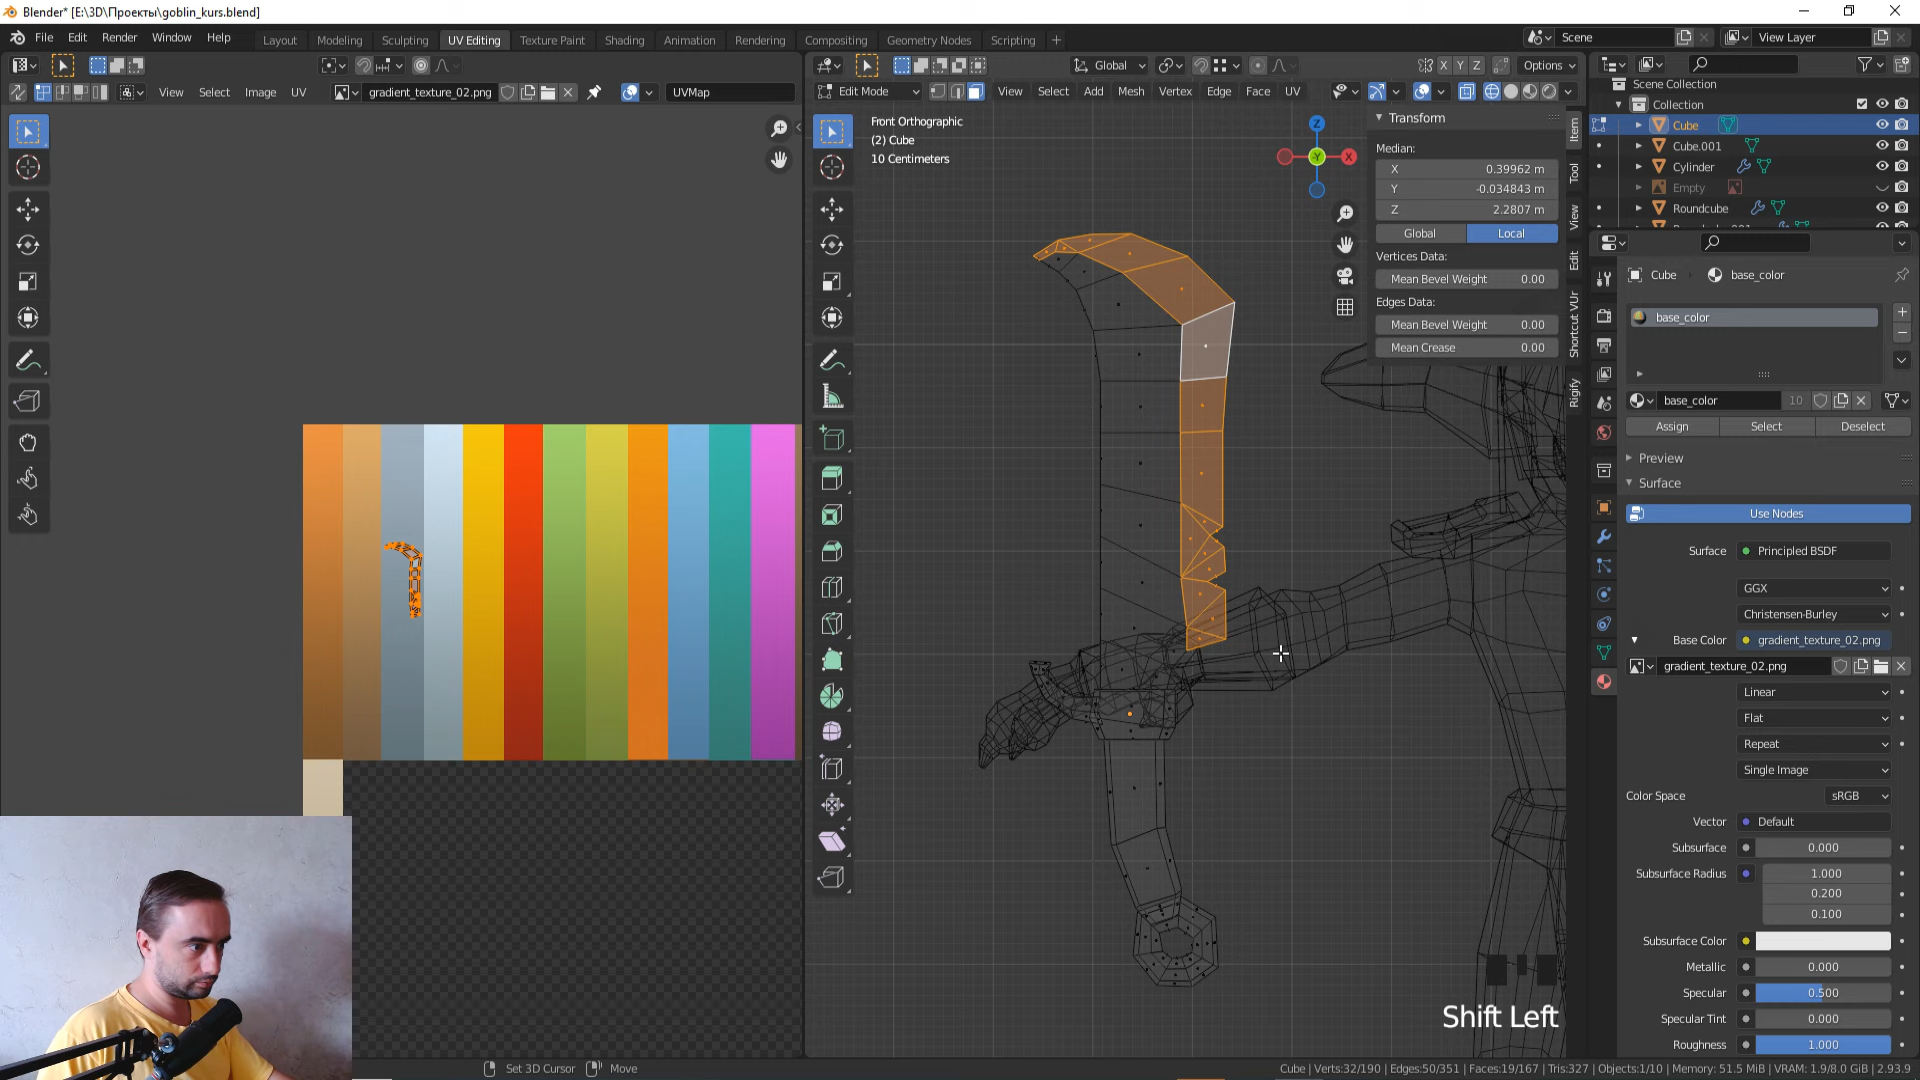 Blender* [E:\3D\Проекты\goblin_kurs.blend]
File Edit Render Window Help
Layout Modeling Sculpting UV Editing Texture Paint Shading Animation Rendering Compositing Geometry Nodes Scripting +
Scene
View Layer
Global
X Y Z
Options
View Select Image UV
gradient_texture_02.png
UVMap
Edit Mode
View Select Add Mesh Vertex Edge Face UV
Front Orthographic
(2) Cube
10 Centimeters
Z
Y
X
Transform
Median:
X 0.39962 m
Y -0.034843 m
Z 2.2807 m
Global Local
Vertices Data:
Mean Bevel Weight 0.00
Edges Data:
Mean Bevel Weight 0.00
Mean Crease 0.00
Item
Tool
View
Edit
Shortcut VUr
Rigify
Scene Collection
Collection
Cube
Cube.001
Cylinder
Empty
Roundcube
Cube base_color
base_color
base_color 10
Assign Select Deselect
Preview
Surface
Use Nodes
Surface Principled BSDF
GGX
Christensen-Burley
Base Color gradient_texture_02.png
gradient_texture_02.png
Linear
Flat
Repeat
Single Image
Color Space sRGB
Vector Default
Subsurface 0.000
Subsurface Radius 1.000
0.200
0.100
Subsurface Color
Metallic 0.000
Specular 0.500
Specular Tint 0.000
Roughness 1.000
Shift Left
Set 3D Cursor Move
Cube | Verts:32/190 | Edges:50/351 | Faces:19/167 | Tris:327 | Objects:1/10 | Memory: 51.5 MiB | VRAM: 1.9/8.0 GiB | 2.93.9